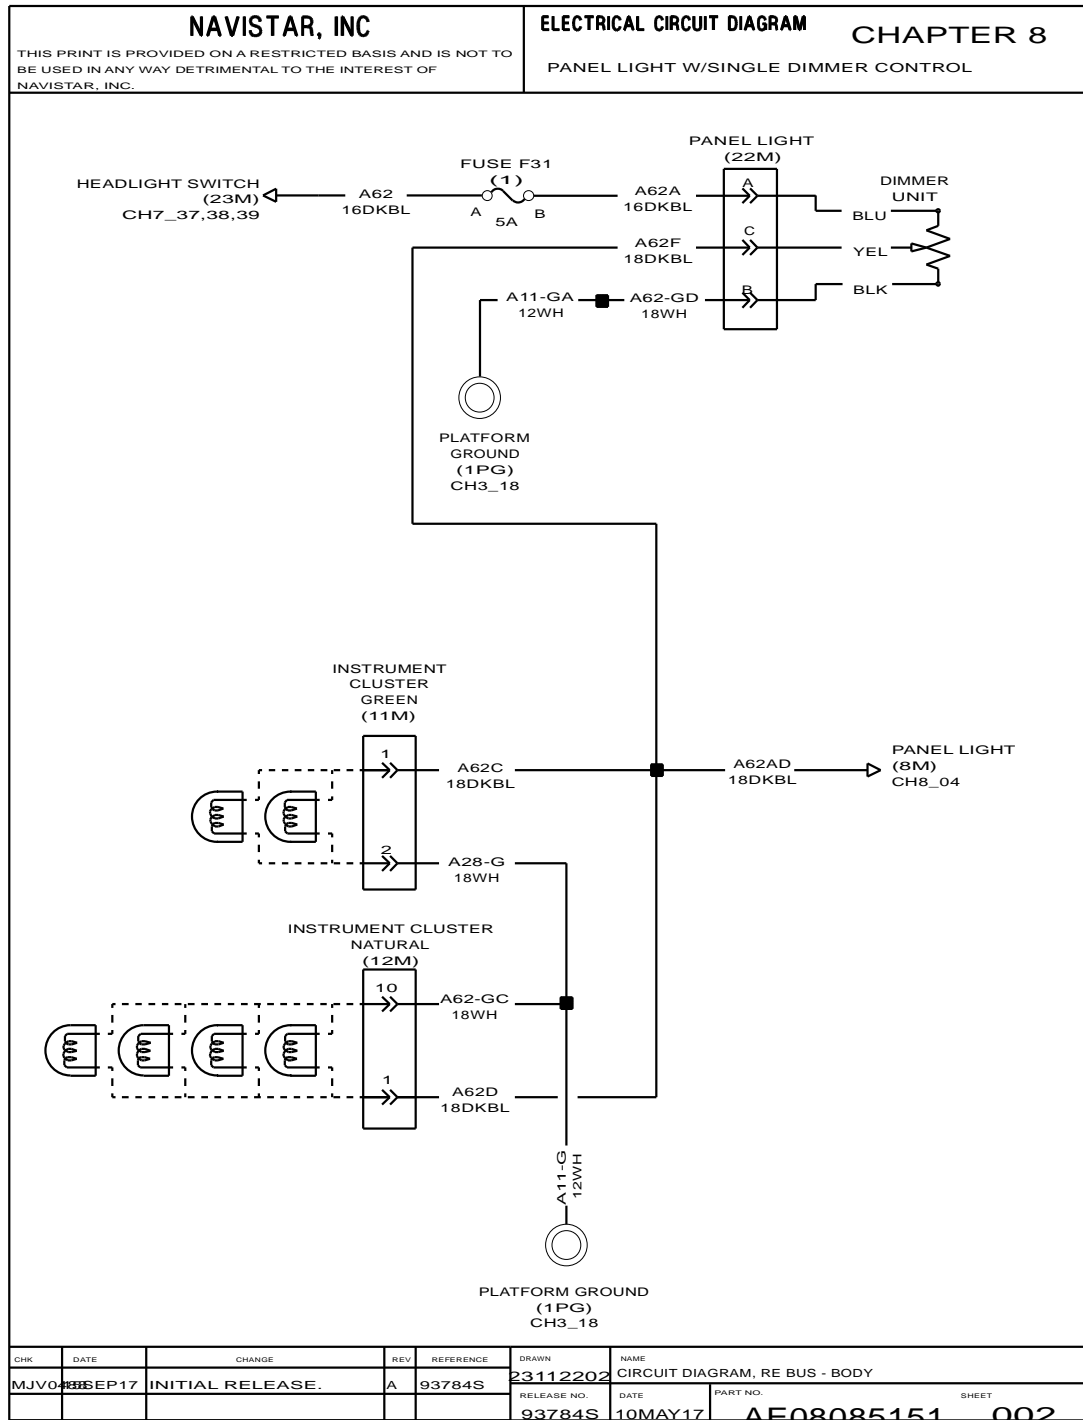 NAVISTAR, INC
THIS PRINT IS PROVIDED ON A RESTRICTED BASIS AND IS NOT TO
BE USED IN ANY WAY DETRIMENTAL TO THE INTEREST OF
NAVISTAR, INC.
ELECTRICAL CIRCUIT DIAGRAM
CHAPTER 8
PANEL LIGHT W/SINGLE DIMMER CONTROL
PANEL LIGHT
(22M)
FUSE F31
(1)
A
B
5A
HEADLIGHT SWITCH
(23M)
CH7_37,38,39
A62
16DKBL
A62A
16DKBL
A
BLU
DIMMER
UNIT
A62F
18DKBL
C
YEL
A11-GA
12WH
A62-GD
18WH
B
BLK
PLATFORM
GROUND
(1PG)
CH3_18
INSTRUMENT
CLUSTER
GREEN
(11M)
1
A62C
18DKBL
A62AD
18DKBL
PANEL LIGHT
(8M)
CH8_04
2
A28-G
18WH
INSTRUMENT CLUSTER
NATURAL
(12M)
10
A62-GC
18WH
1
A62D
18DKBL
A11-G
12WH
PLATFORM GROUND
(1PG)
CH3_18
CHK
DATE
CHANGE
REV
REFERENCE
DRAWN
NAME
INITIAL RELEASE.
A
93784S
23112202
CIRCUIT DIAGRAM, RE BUS - BODY
RELEASE NO.
DATE
PART NO.
SHEET
93784S
10MAY17
AE08085151
002